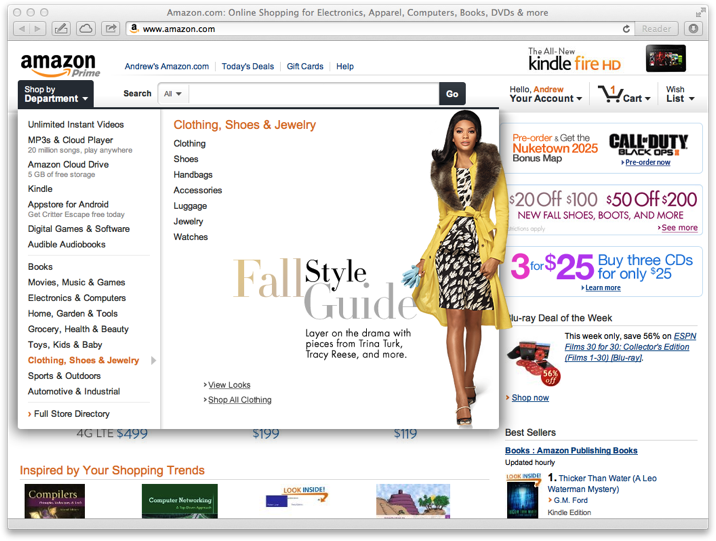 Amazon.com: Online Shopping for Electronics, Apparel, Computers, Books, DVDs & more
www.amazon.com
Reader
amazon
Prime
Andrew's Amazon.com
Today's Deals
Gift Cards
Help
The All-New
kindle fire HD
Shop by
Department
Search
All
Go
Hello, Andrew
Your Account
1
Cart
Wish
List
Unlimited Instant Videos
MP3s & Cloud Player
20 million songs, play anywhere
Amazon Cloud Drive
5 GB of free storage
Kindle
Appstore for Android
Get Critter Escape free today
Digital Games & Software
Audible Audiobooks
Books
Movies, Music & Games
Electronics & Computers
Home, Garden & Tools
Grocery, Health & Beauty
Toys, Kids & Baby
Clothing, Shoes & Jewelry
Sports & Outdoors
Automotive & Industrial
Full Store Directory
Clothing, Shoes & Jewelry
Clothing
Shoes
Handbags
Accessories
Luggage
Jewelry
Watches
Fall Style
Guide
Layer on the drama with
pieces from Trina Turk,
Tracy Reese, and more.
View Looks
Shop All Clothing
Pre-order & Get the
Nuketown 2025
Bonus Map
CALL OF DUTY
BLACK OPS II
Pre-order now
$20 Off $100 $50 Off $200
NEW FALL SHOES, BOOTS, AND MORE
apply
See more
3 for $25
Buy three CDs
for only $25
Learn more
Blu-ray Deal of the Week
This week only, save 56% on ESPN
Films 30 for 30: Collector's Edition
(Films 1-30) [Blu-ray].
56%
off
Shop now
4G LTE $499
$199
$119
Best Sellers
Books : Amazon Publishing Books
Updated hourly
LOOK INSIDE!
1. Thicker Than Water (A Leo
Waterman Mystery)
G.M. Ford
Kindle Edition
Inspired by Your Shopping Trends
Compilers
Computer Networking
LOOK INSIDE!